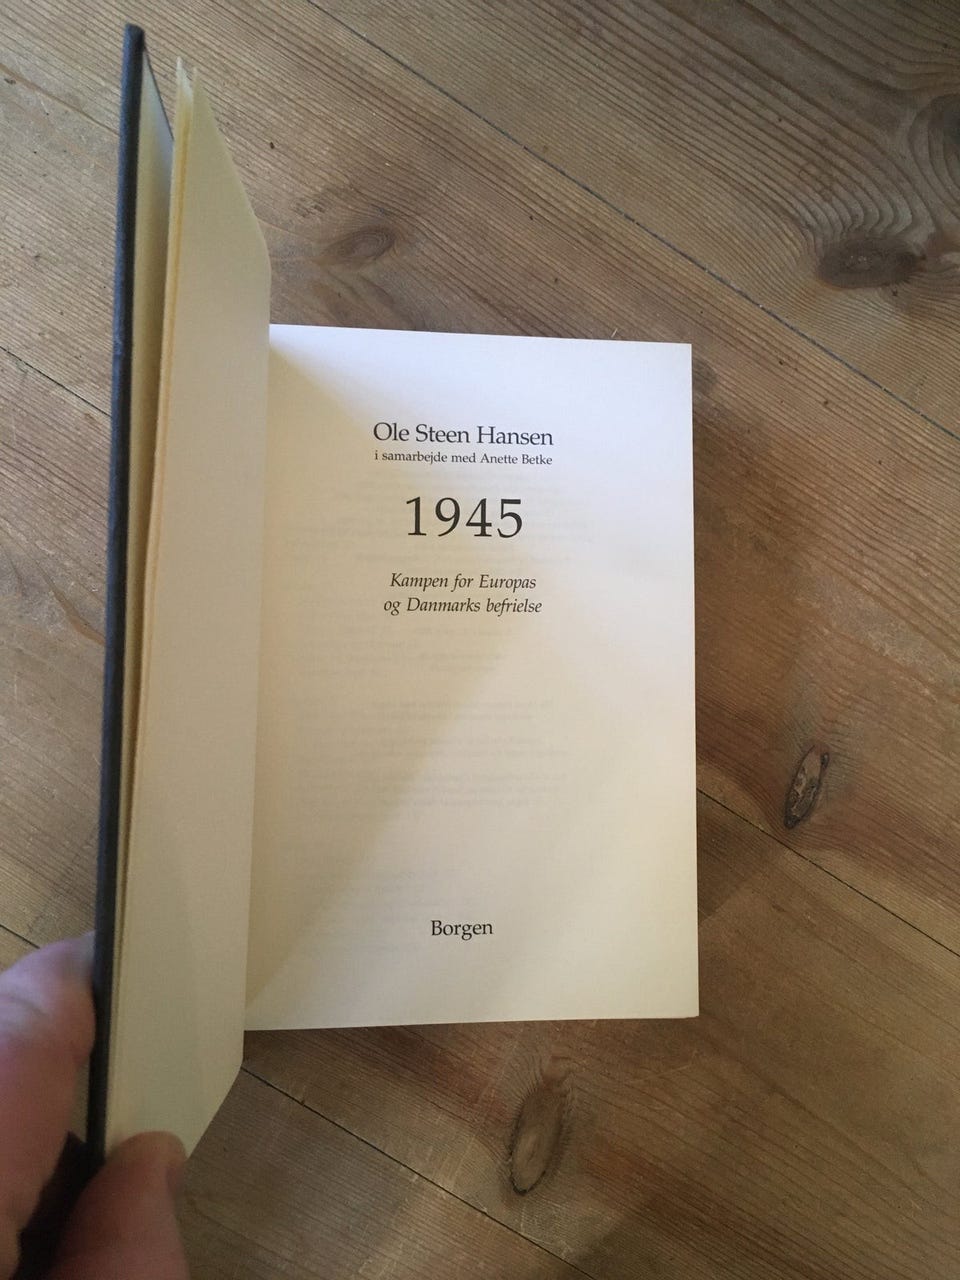 Ole Steen Hansen
i samarbejde med Anette Betke
1945
Kampen for Europas
og Danmarks befrielse
Borgen